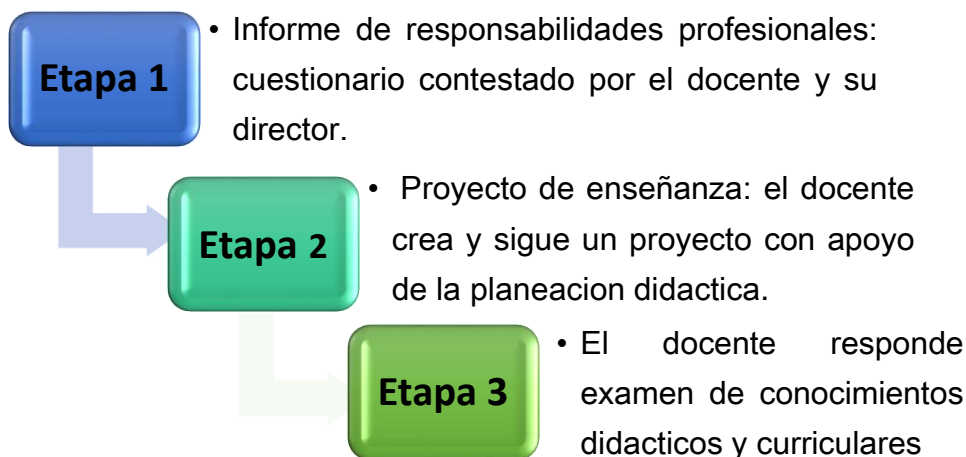 Etapa 1
• Informe de responsabilidades profesionales:
cuestionario contestado por el docente y su
director.
Etapa 2
• Proyecto de enseñanza: el docente
crea y sigue un proyecto con apoyo
de la planeacion didactica.
Etapa 3
• El docente responde
examen de conocimientos
didacticos y curriculares